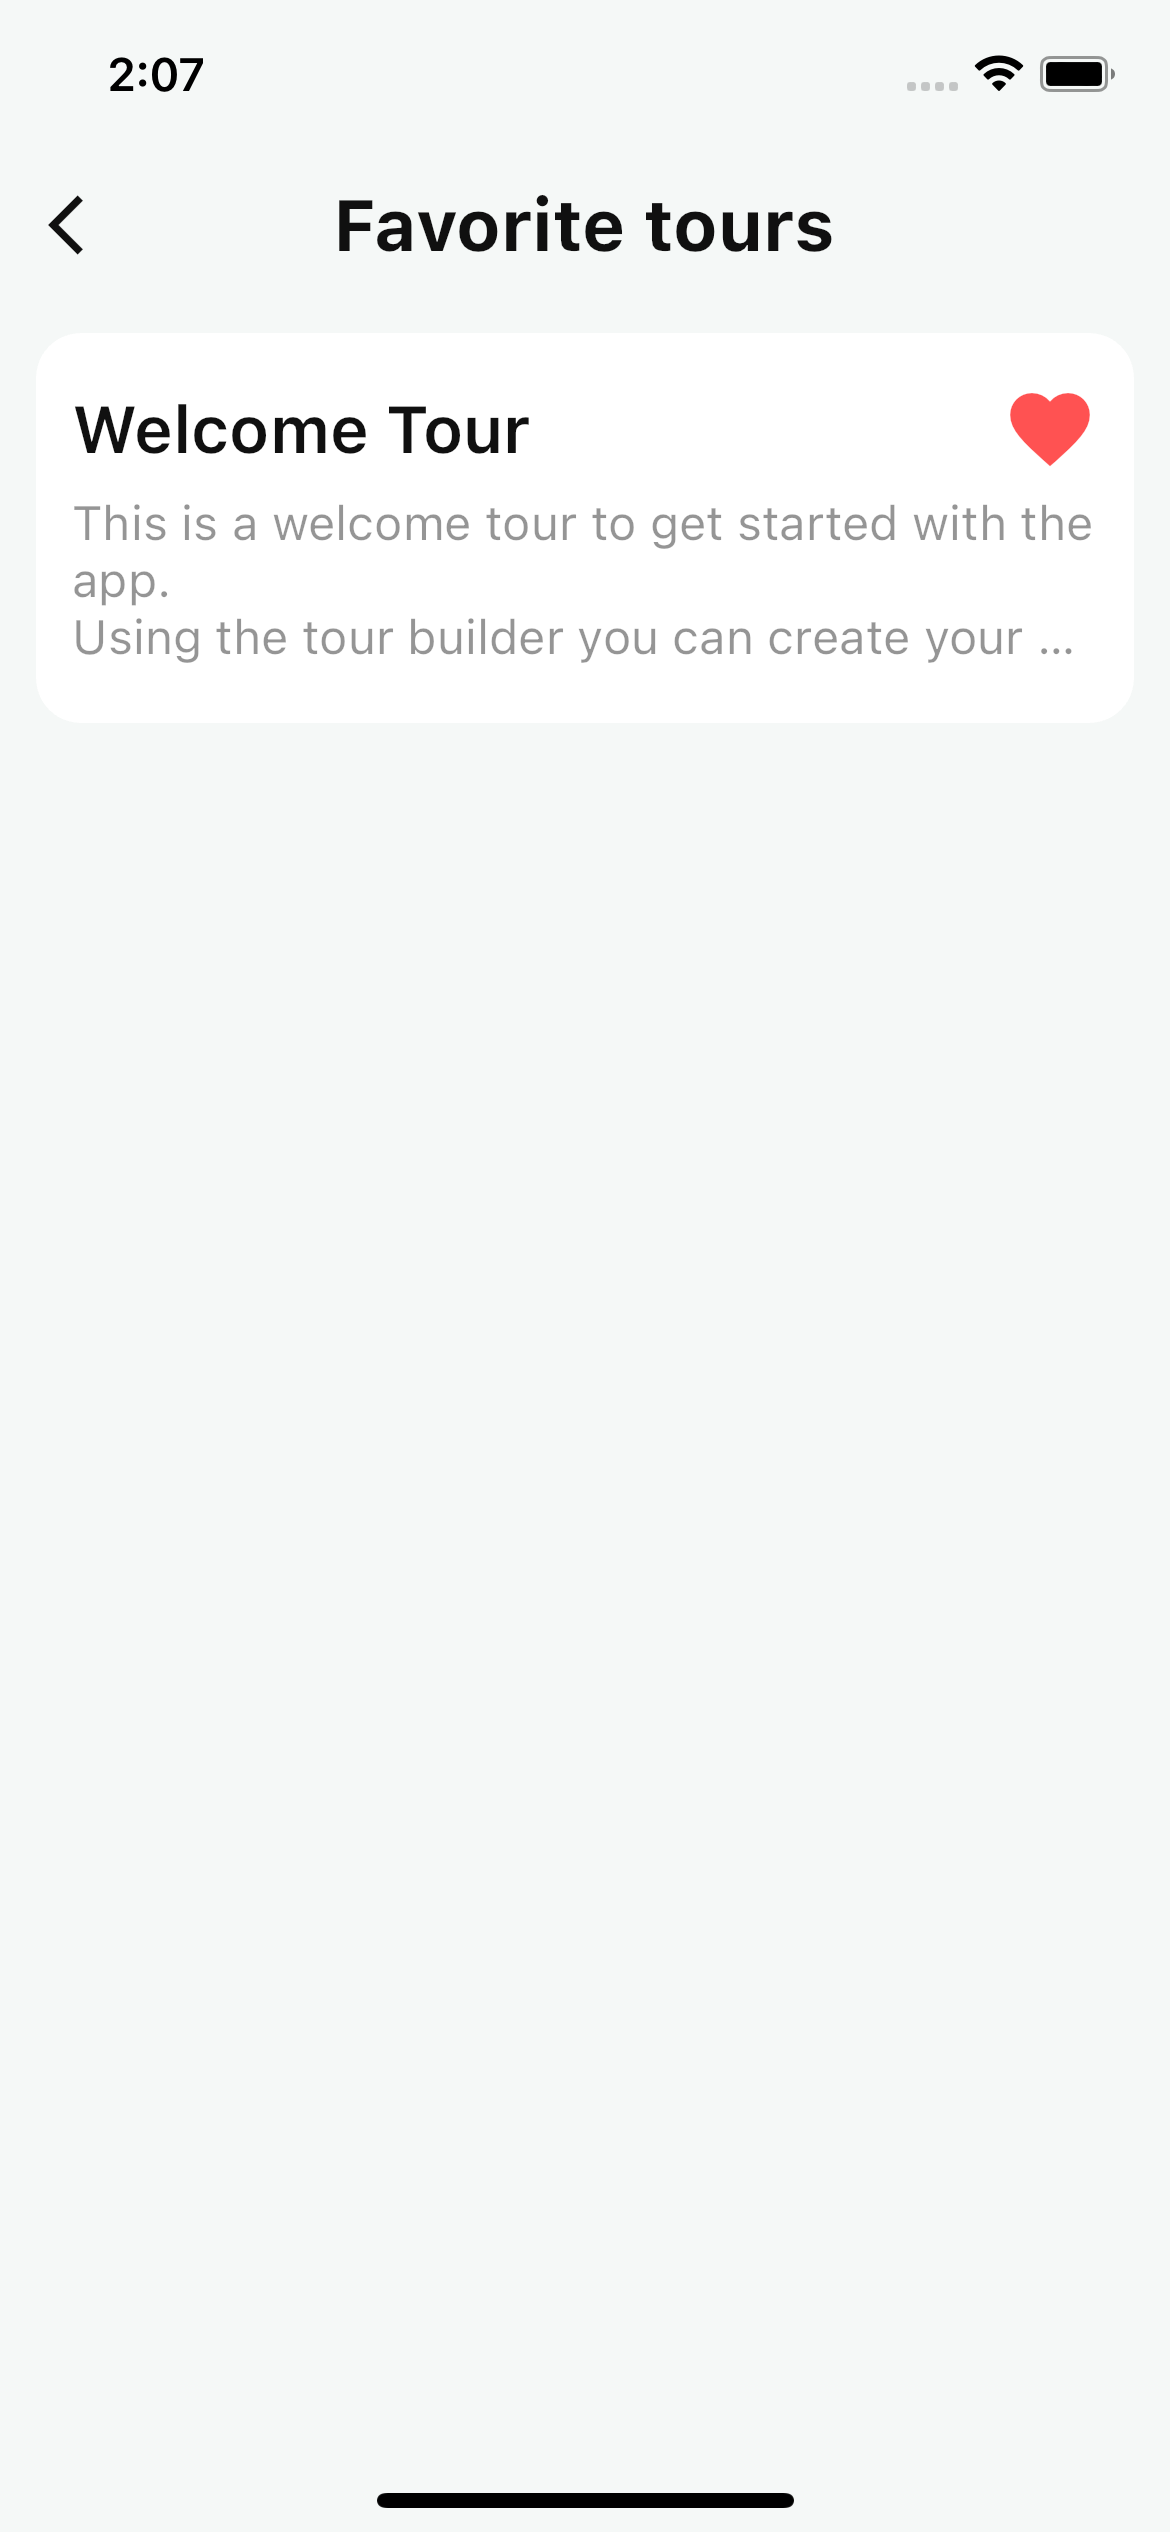 2:07
Favorite tours
Welcome Tour
This is a welcome tour to get started with the
app.
Using the tour builder you can create your ...